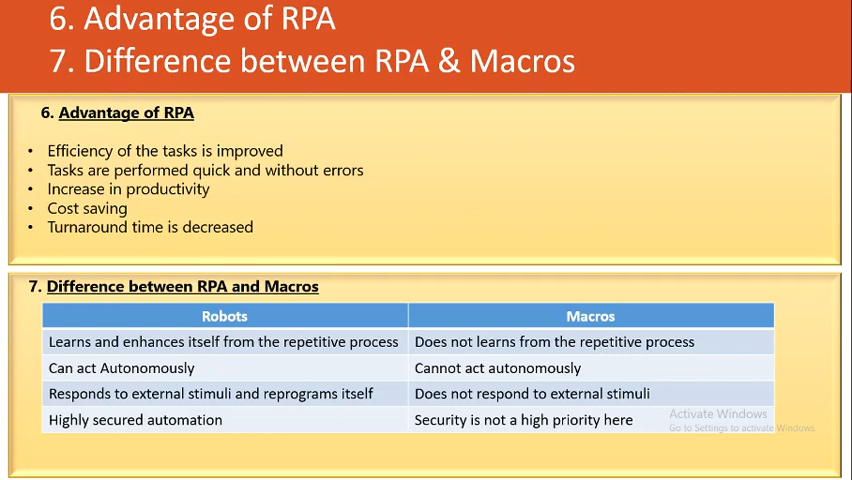 6. Advantage of RPA
7. Difference between RPA & Macros
6. Advantage of RPA
• Efficiency of the tasks is improved
• Tasks are performed quick and without errors
• Increase in productivity
• Cost saving
• Turnaround time is decreased
7. Difference between RPA and Macros
Robots Macros
Learns and enhances itself from the repetitive process Does not learns from the repetitive process
Can act Autonomously Cannot act autonomously
Responds to external stimuli and reprograms itself Does not respond to external stimuli
Highly secured automation Security is not a high priority here
Activate Windows
Go to Settings to activate Windows.